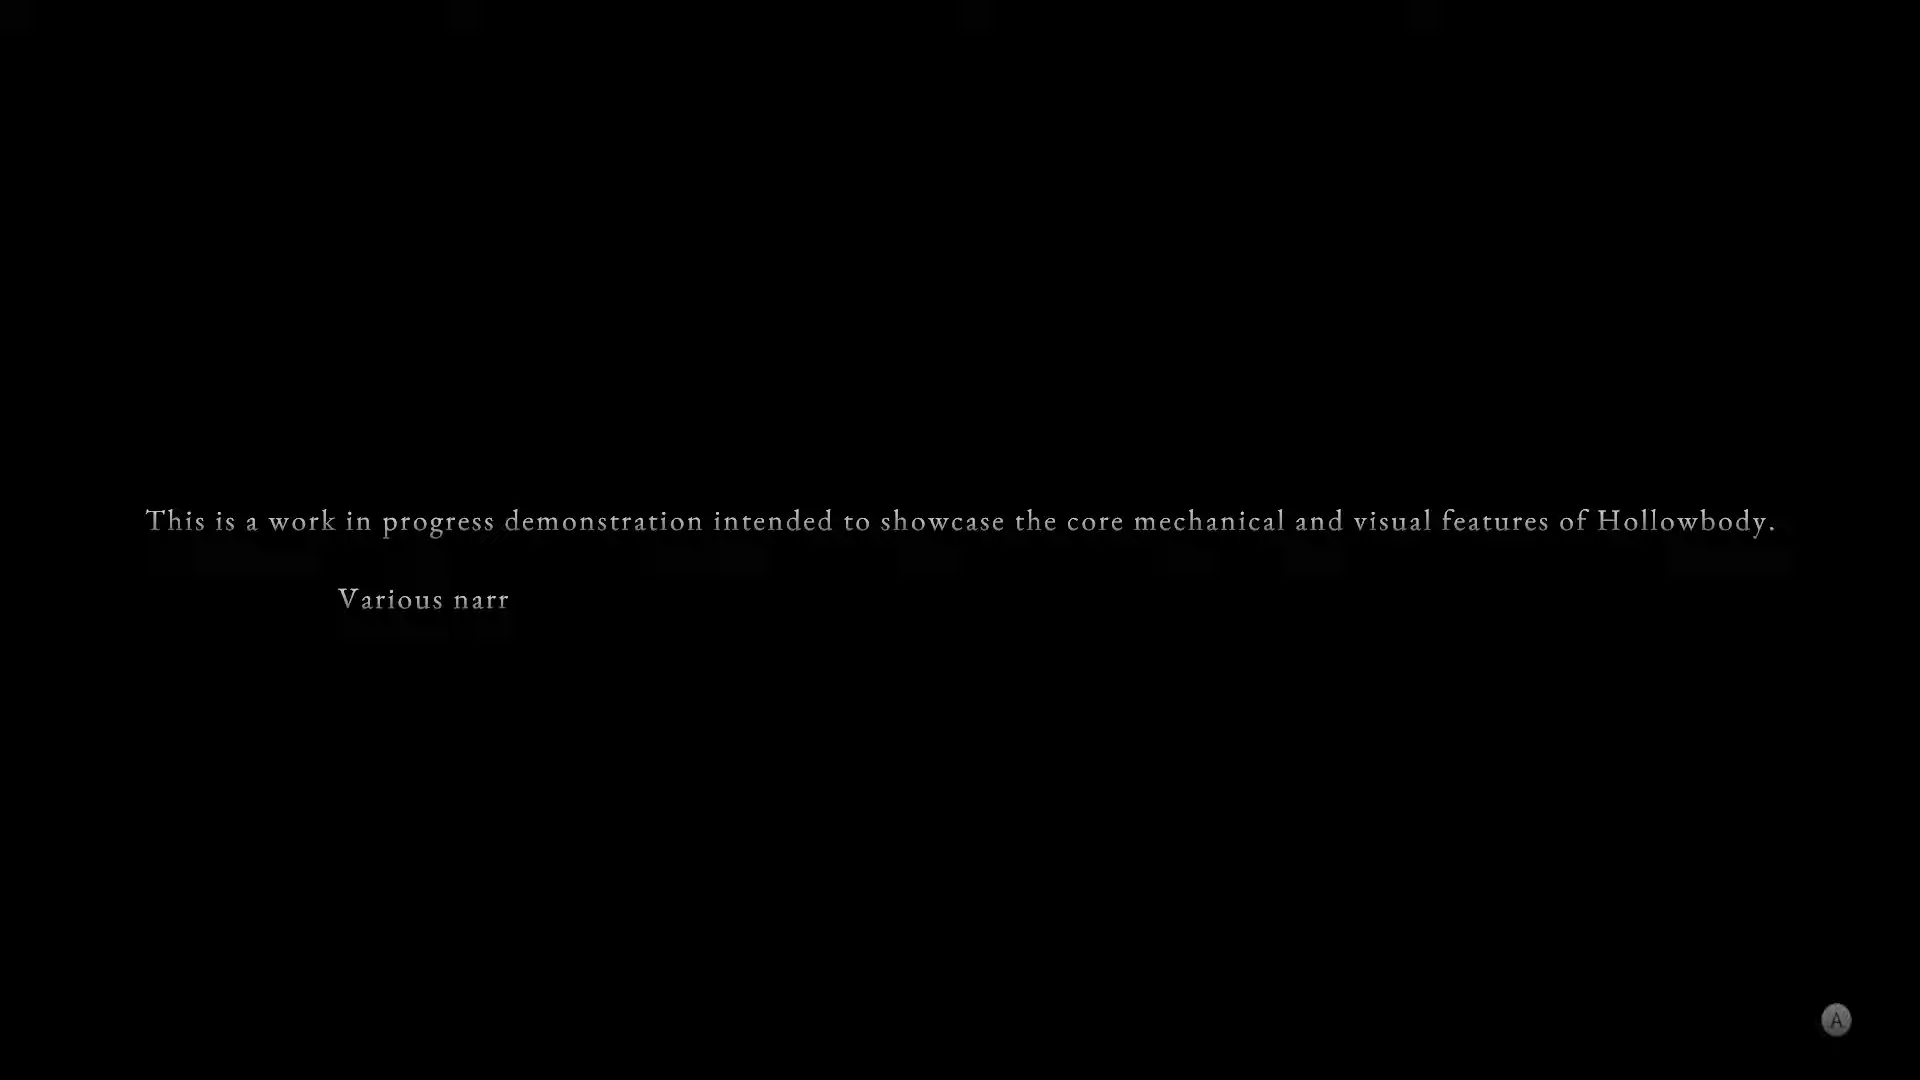 This is a work in progress demonstration intended to showcase the core mechanical and visual features of Hollowbody.
Various narr
A